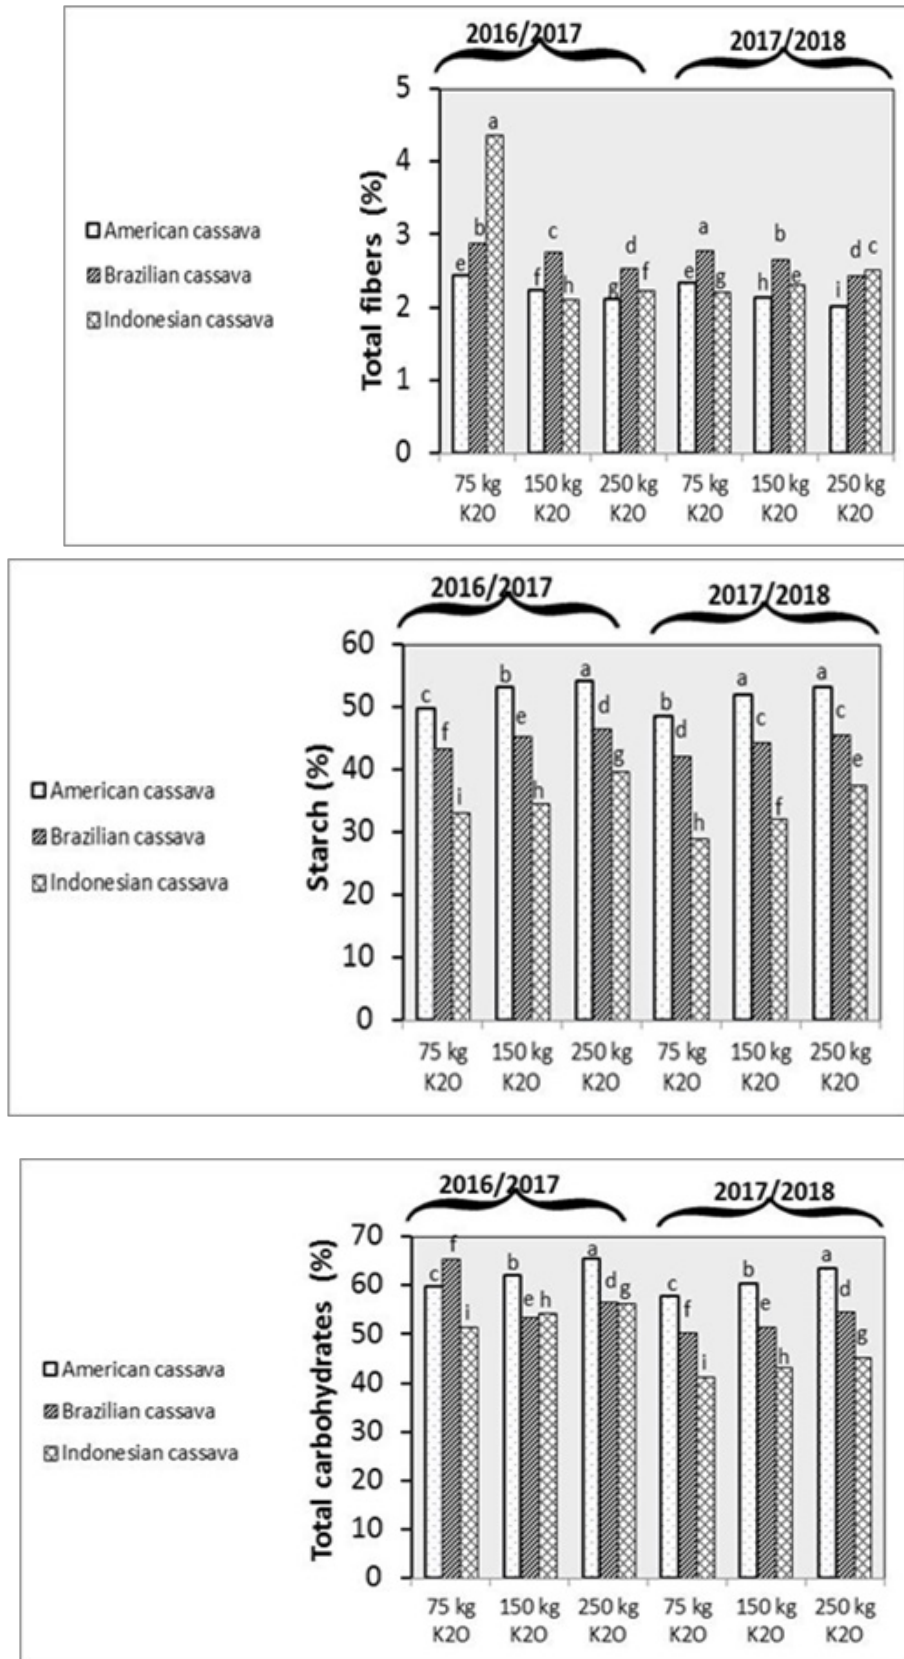 2016/2017
2017/2018
Total fibers (%)
5
4
3
2
1
0
American cassava
Brazilian cassava
Indonesian cassava
e b a
f c h
g d f
e a g
h b e
i d c
75 kg 150 kg 250 kg 75 kg 150 kg 250 kg
K2O K2O K2O K2O K2O K2O
2016/2017
2017/2018
Starch (%)
60
50
40
30
20
10
0
American cassava
Brazilian cassava
Indonesian cassava
c f i
b e h
a d g
b d h
a c f
a c e
75 kg 150 kg 250 kg 75 kg 150 kg 250 kg
K2O K2O K2O K2O K2O K2O
2016/2017
2017/2018
Total carbohydrates (%)
70
60
50
40
30
20
10
0
American cassava
Brazilian cassava
Indonesian cassava
c f i
b e h
a d g
c f i
b e h
a d g
75 kg 150 kg 250 kg 75 kg 150 kg 250 kg
K2O K2O K2O K2O K2O K2O